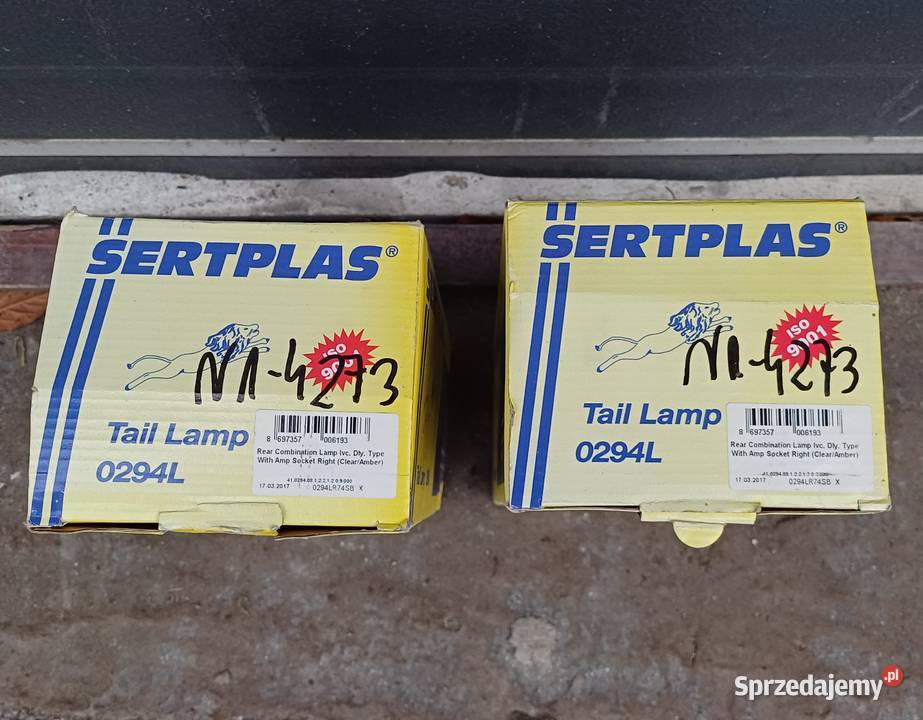 SERTPLAS®
ISO
N1-4273
Tail Lamp
0294L
8 697357 006193
Rear Combination Lamp Ivc. Dly. Type
With Amp Socket Right (Clear/Amber)
17.03.2017
0294LR74SB X
SERTPLAS®
ISO
9001
N1-4273
Tail Lamp
0294L
8 697357 006193
Rear Combination Lamp Ivc. Dly. Type
With Amp Socket Right (Clear/Amber)
17.03.2017
0294LR74SB X
Sprzedajemy.pl